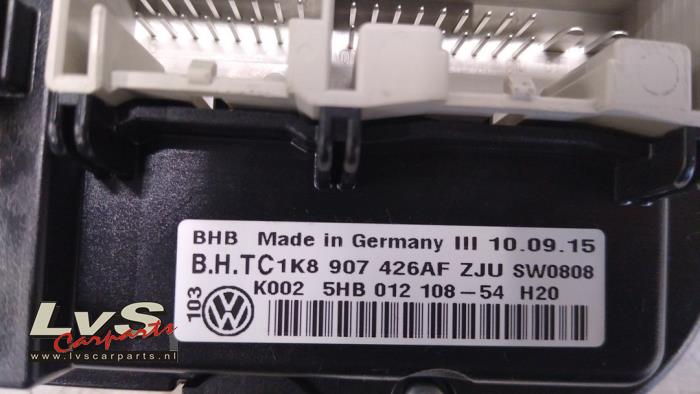 BHB Made in Germany III 10.09.15
B.H.TC1K8 907 426AF ZJU SW0808
K002 5HB 012 108-54 H20
103
LvS
Carparts
www.lvscarparts.nl